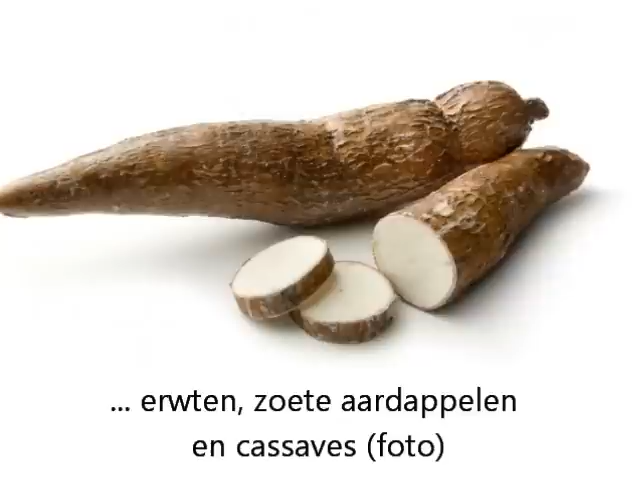 ... erwten, zoete aardappelen
en cassaves (foto)